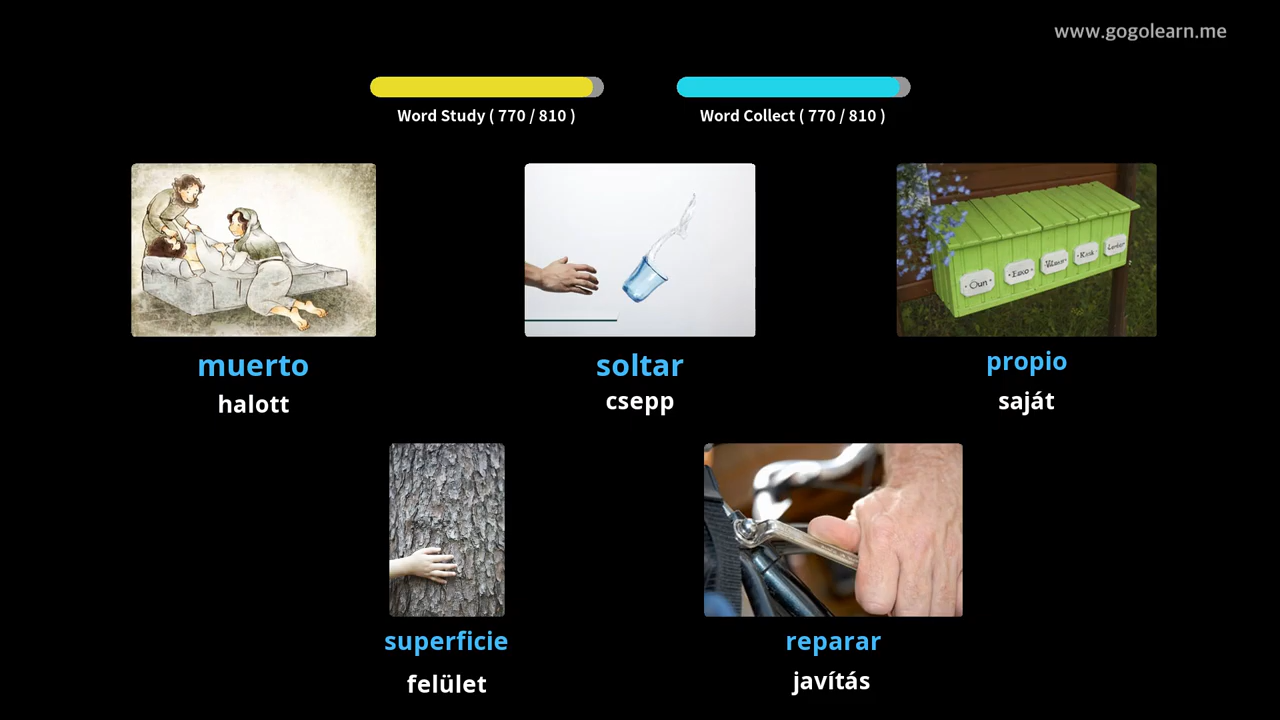 www.gogolearn.me
Word Study ( 770 / 810 )
Word Collect ( 770 / 810 )
muerto
halott
soltar
csepp
propio
saját
superficie
felület
reparar
javítás